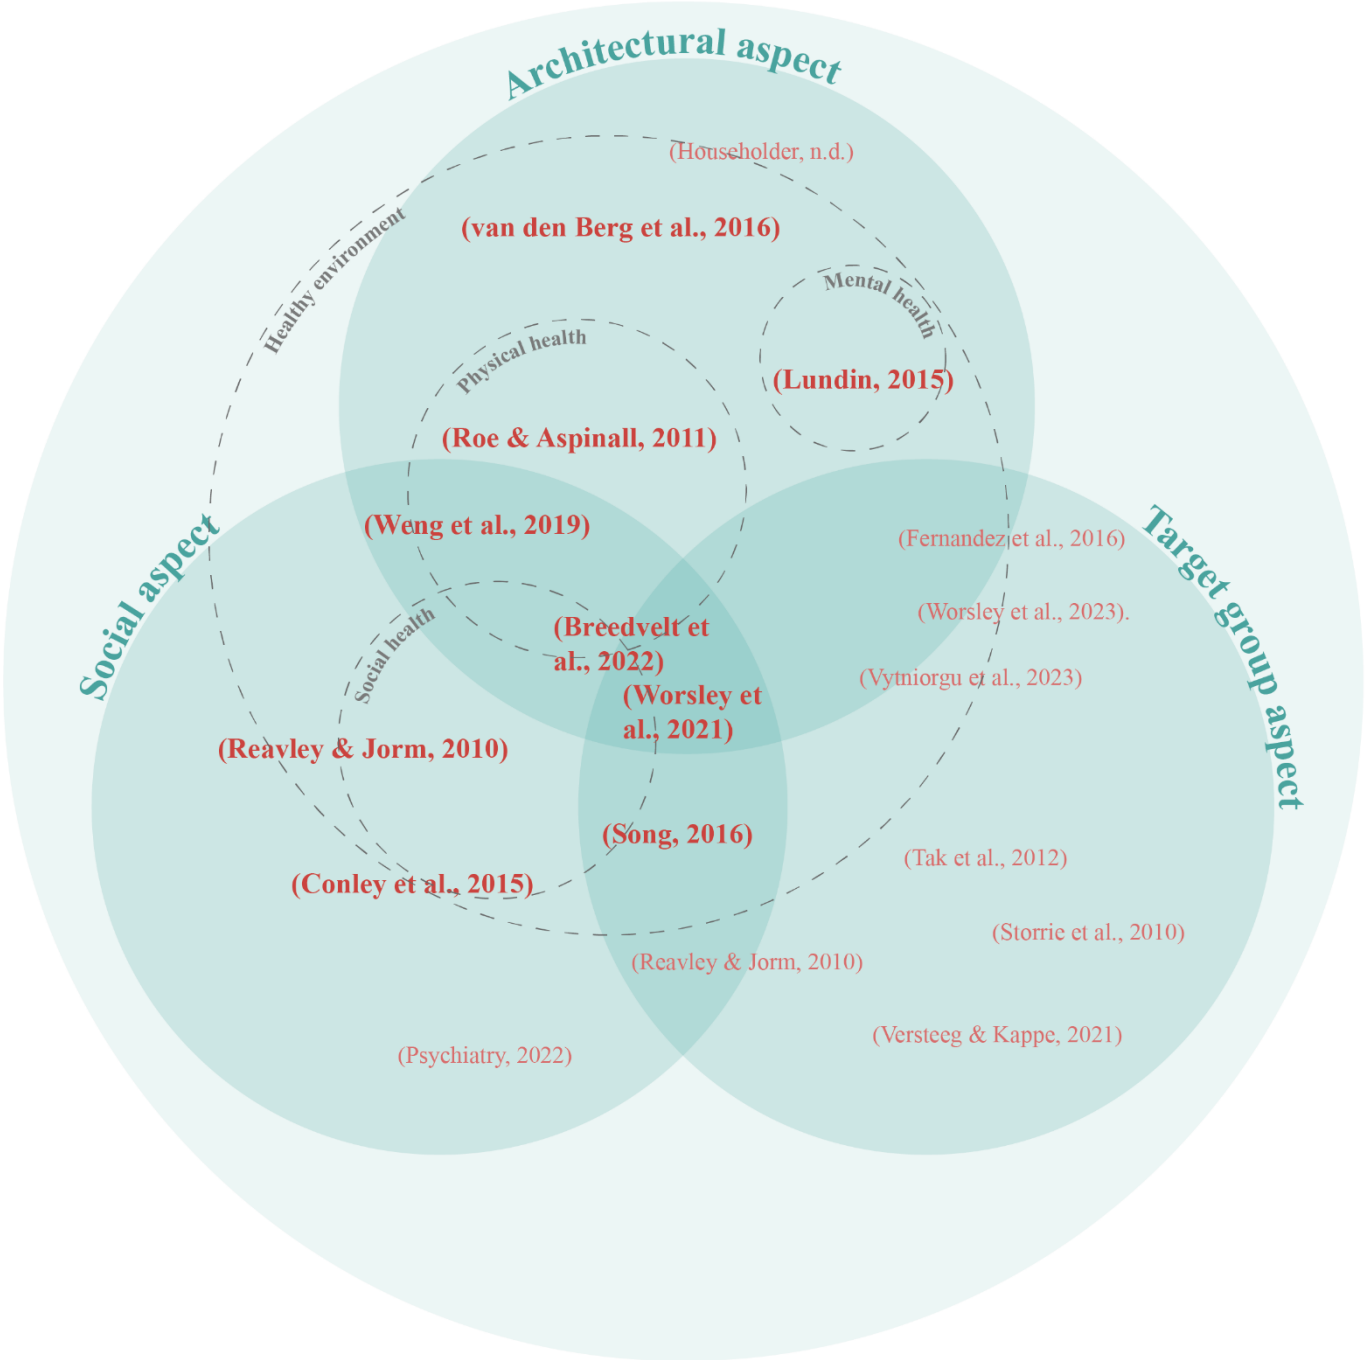 Architectural aspect
(Householder, n.d.)
(van den Berg et al., 2016)
Healthy environment
Mental health
(Lundin, 2015)
Physical health
(Roe & Aspinall, 2011)
(Weng et al., 2019)
Social aspect
Target group aspect
(Fernandez et al., 2016)
(Worsley et al., 2023).
(Vytniorgu et al., 2023)
Social health
(Breedvelt et
al., 2022)
(Worsley et
al., 2021)
(Reavley & Jorm, 2010)
(Song, 2016)
(Conley et al., 2015)
(Tak et al., 2012)
(Storrie et al., 2010)
(Reavley & Jorm, 2010)
(Versteeg & Kappe, 2021)
(Psychiatry, 2022)